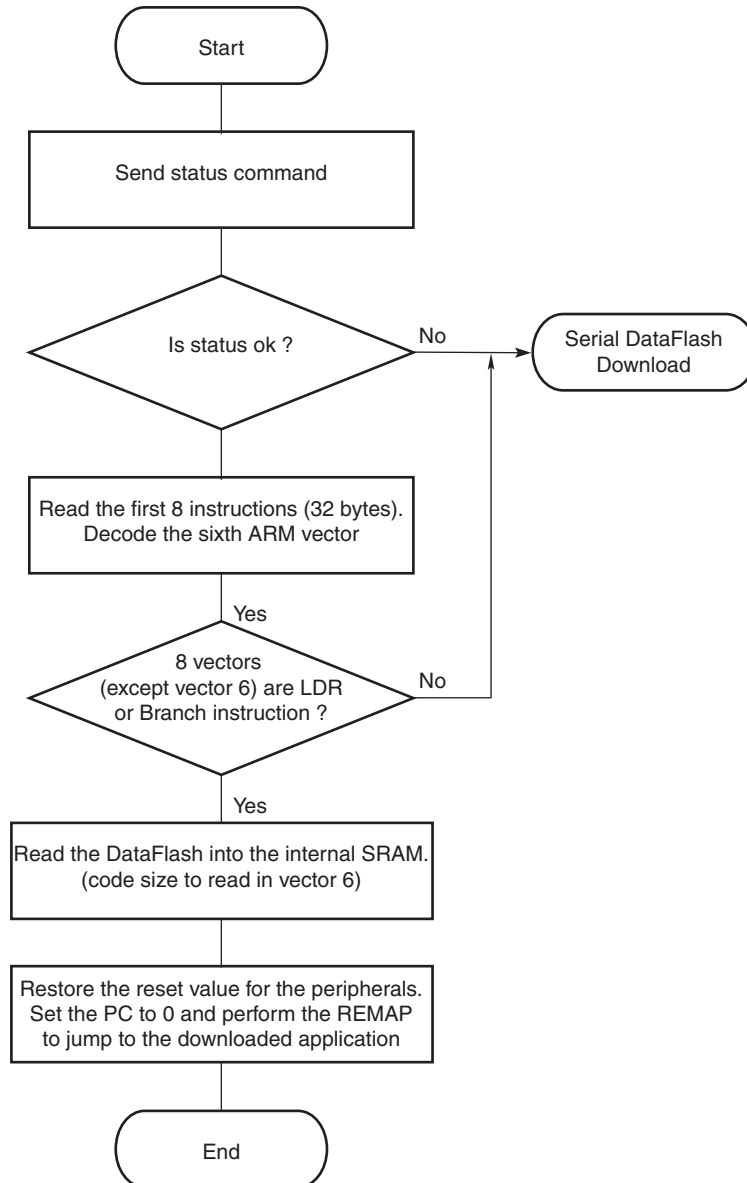 Start
Send status command
Is status ok ?
No
Serial DataFlash
Download
Read the first 8 instructions (32 bytes).
Decode the sixth ARM vector
Yes
8 vectors
(except vector 6) are LDR
or Branch instruction ?
No
Yes
Read the DataFlash into the internal SRAM.
(code size to read in vector 6)
Restore the reset value for the peripherals.
Set the PC to 0 and perform the REMAP
to jump to the downloaded application
End